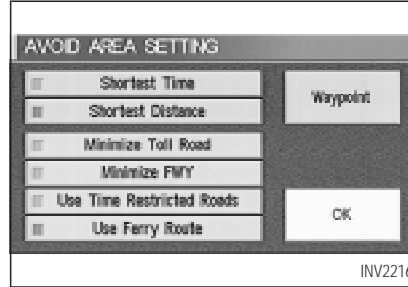 AVOID AREA SETTING
Shortest Time
Shortest Distance
Waypoint
Minimize Toll Road
Minimize FWY
Use Time Restricted Roads
Use Ferry Route
OK
INV2216